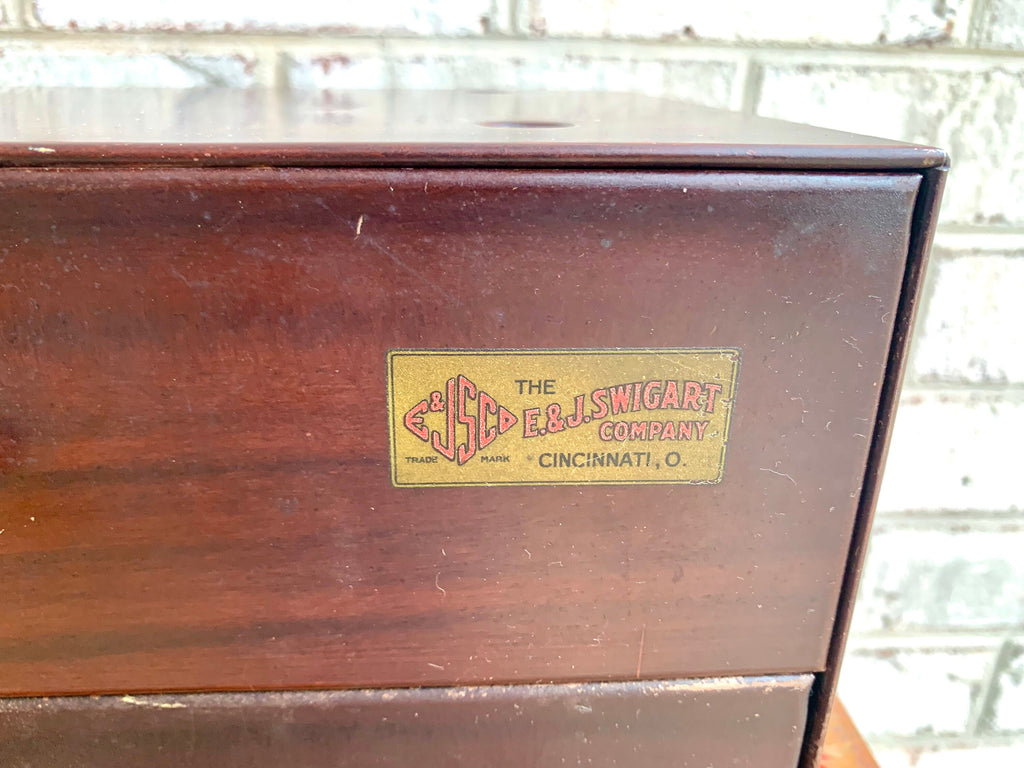 E&JSCO
TRADE MARK
THE
E.&J. SWIGART
COMPANY
CINCINNATI, O.